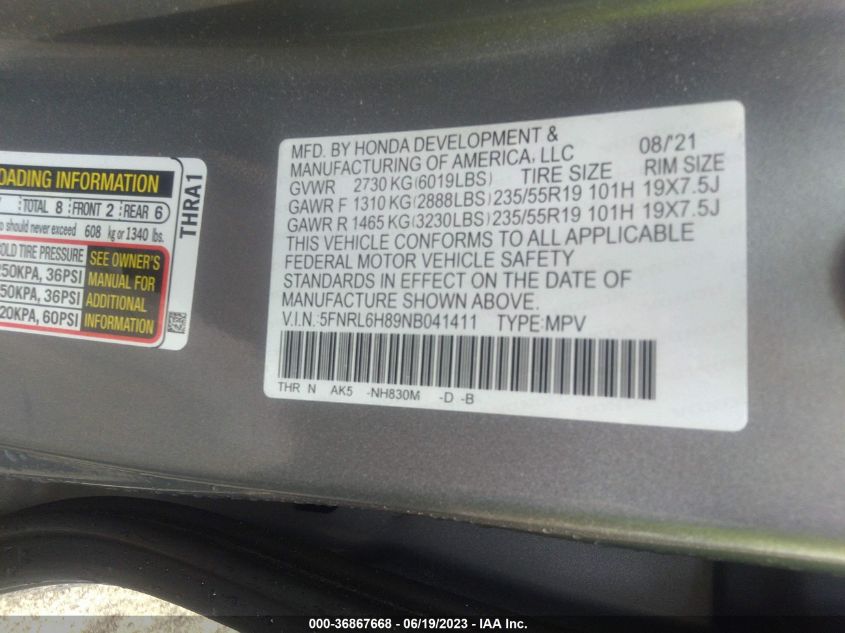 OADING INFORMATION
TOTAL 8 FRONT 2 REAR 6
should never exceed 608 kg or 1340 lbs.
OLD TIRE PRESSURE
250KPA, 36PSI
50KPA, 36PSI
20KPA, 60PSI
SEE OWNER'S
MANUAL FOR
ADDITIONAL
INFORMATION
THRA1
MFD. BY HONDA DEVELOPMENT & 08/'21
MANUFACTURING OF AMERICA, LLC
GVWR 2730 KG (6019LBS) TIRE SIZE RIM SIZE
GAWR F 1310 KG (2888LBS) 235/55R19 101H 19X7.5J
GAWR R 1465 KG (3230LBS) 235/55R19 101H 19X7.5J
THIS VEHICLE CONFORMS TO ALL APPLICABLE
FEDERAL MOTOR VEHICLE SAFETY
STANDARDS IN EFFECT ON THE DATE OF
MANUFACTURE SHOWN ABOVE.
V.I.N.:5FNRL6H89NB041411 TYPE:MPV
THR N AK5 -NH830M -D -B
000-36867668 - 06/19/2023 - IAA Inc.